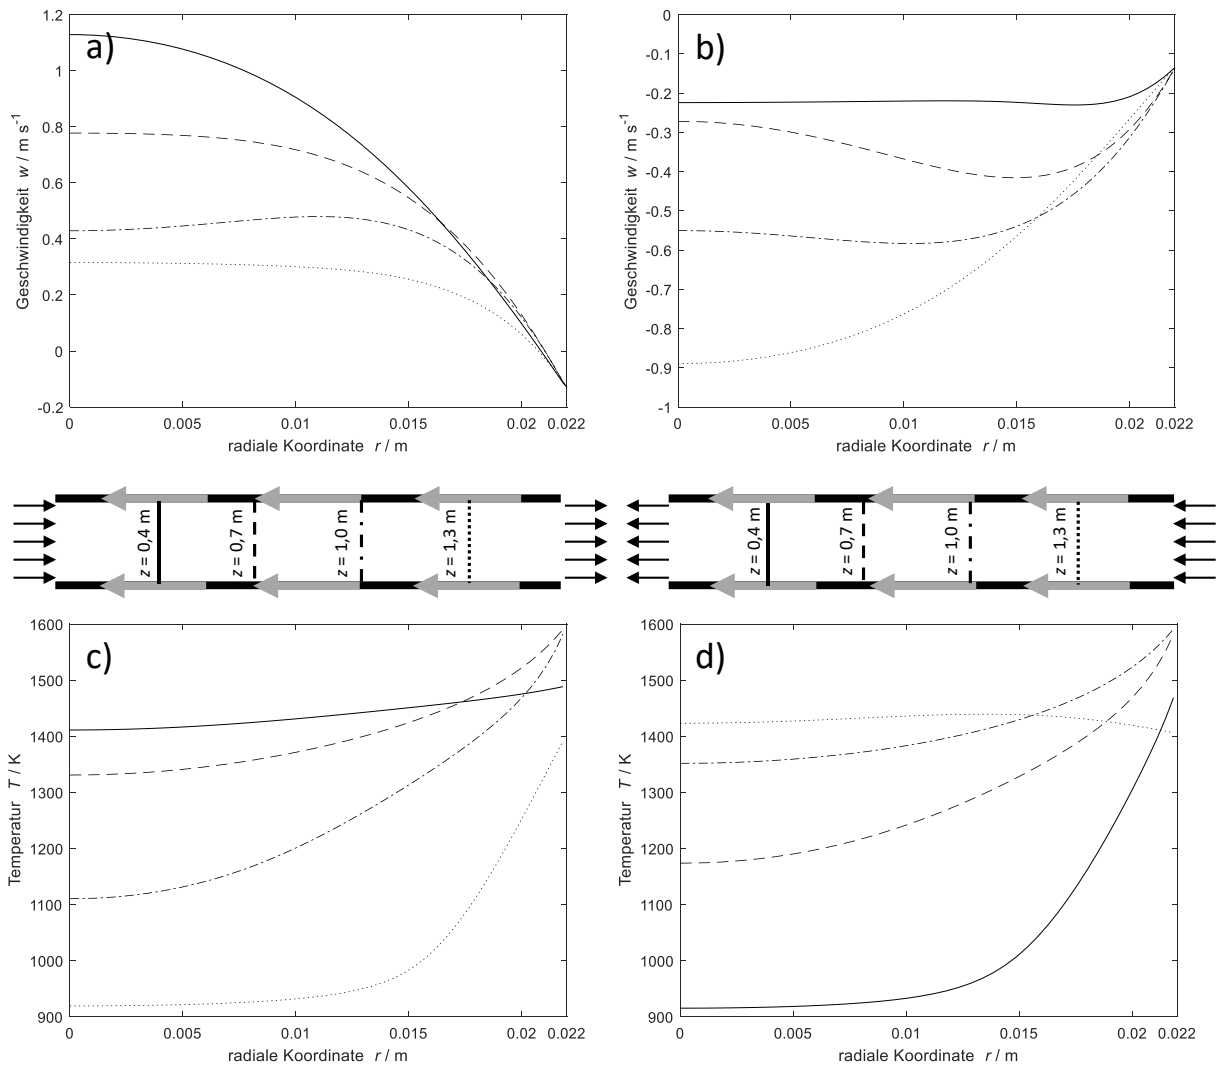 a)
1.2
1
0.8
0.6
0.4
0.2
0
-0.2
Geschwindigkeit w / m s-1
0
0.005
0.01
0.015
0.02
0.022
radiale Koordinate r / m
b)
0
-0.1
-0.2
-0.3
-0.4
-0.5
-0.6
-0.7
-0.8
-0.9
-1
Geschwindigkeit w / m s-1
0
0.005
0.01
0.015
0.02
0.022
radiale Koordinate r / m
z = 0,4 m
z = 0,7 m
z = 1,0 m
z = 1,3 m
z = 0,4 m
z = 0,7 m
z = 1,0 m
z = 1,3 m
c)
1600
1500
1400
1300
1200
1100
1000
900
Temperatur T / K
0
0.005
0.01
0.015
0.02
0.022
radiale Koordinate r / m
d)
1600
1500
1400
1300
1200
1100
1000
900
Temperatur T / K
0
0.005
0.01
0.015
0.02
0.022
radiale Koordinate r / m